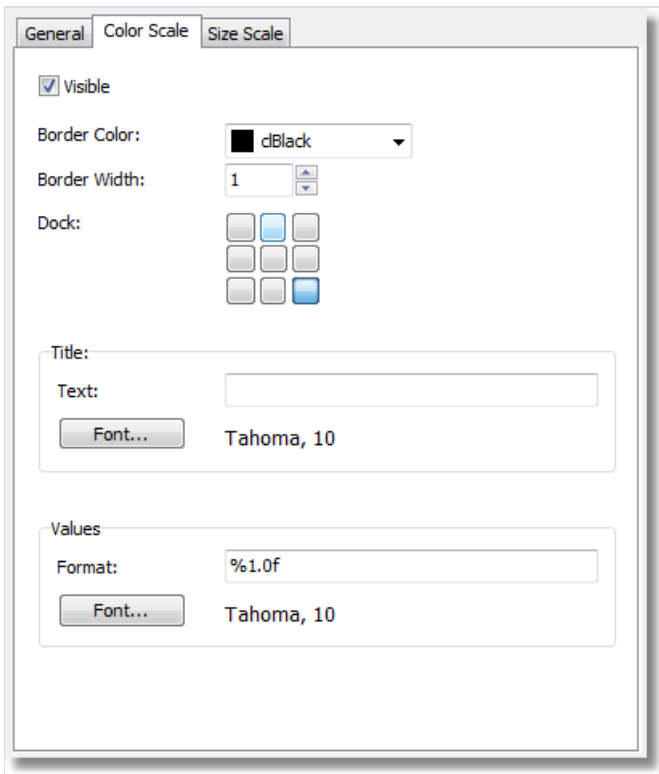 General Color Scale Size Scale
Visible
Border Color: clBlack
Border Width: 1
Dock:
Title:
Text:
Font... Tahoma, 10
Values
Format: %1.0f
Font... Tahoma, 10